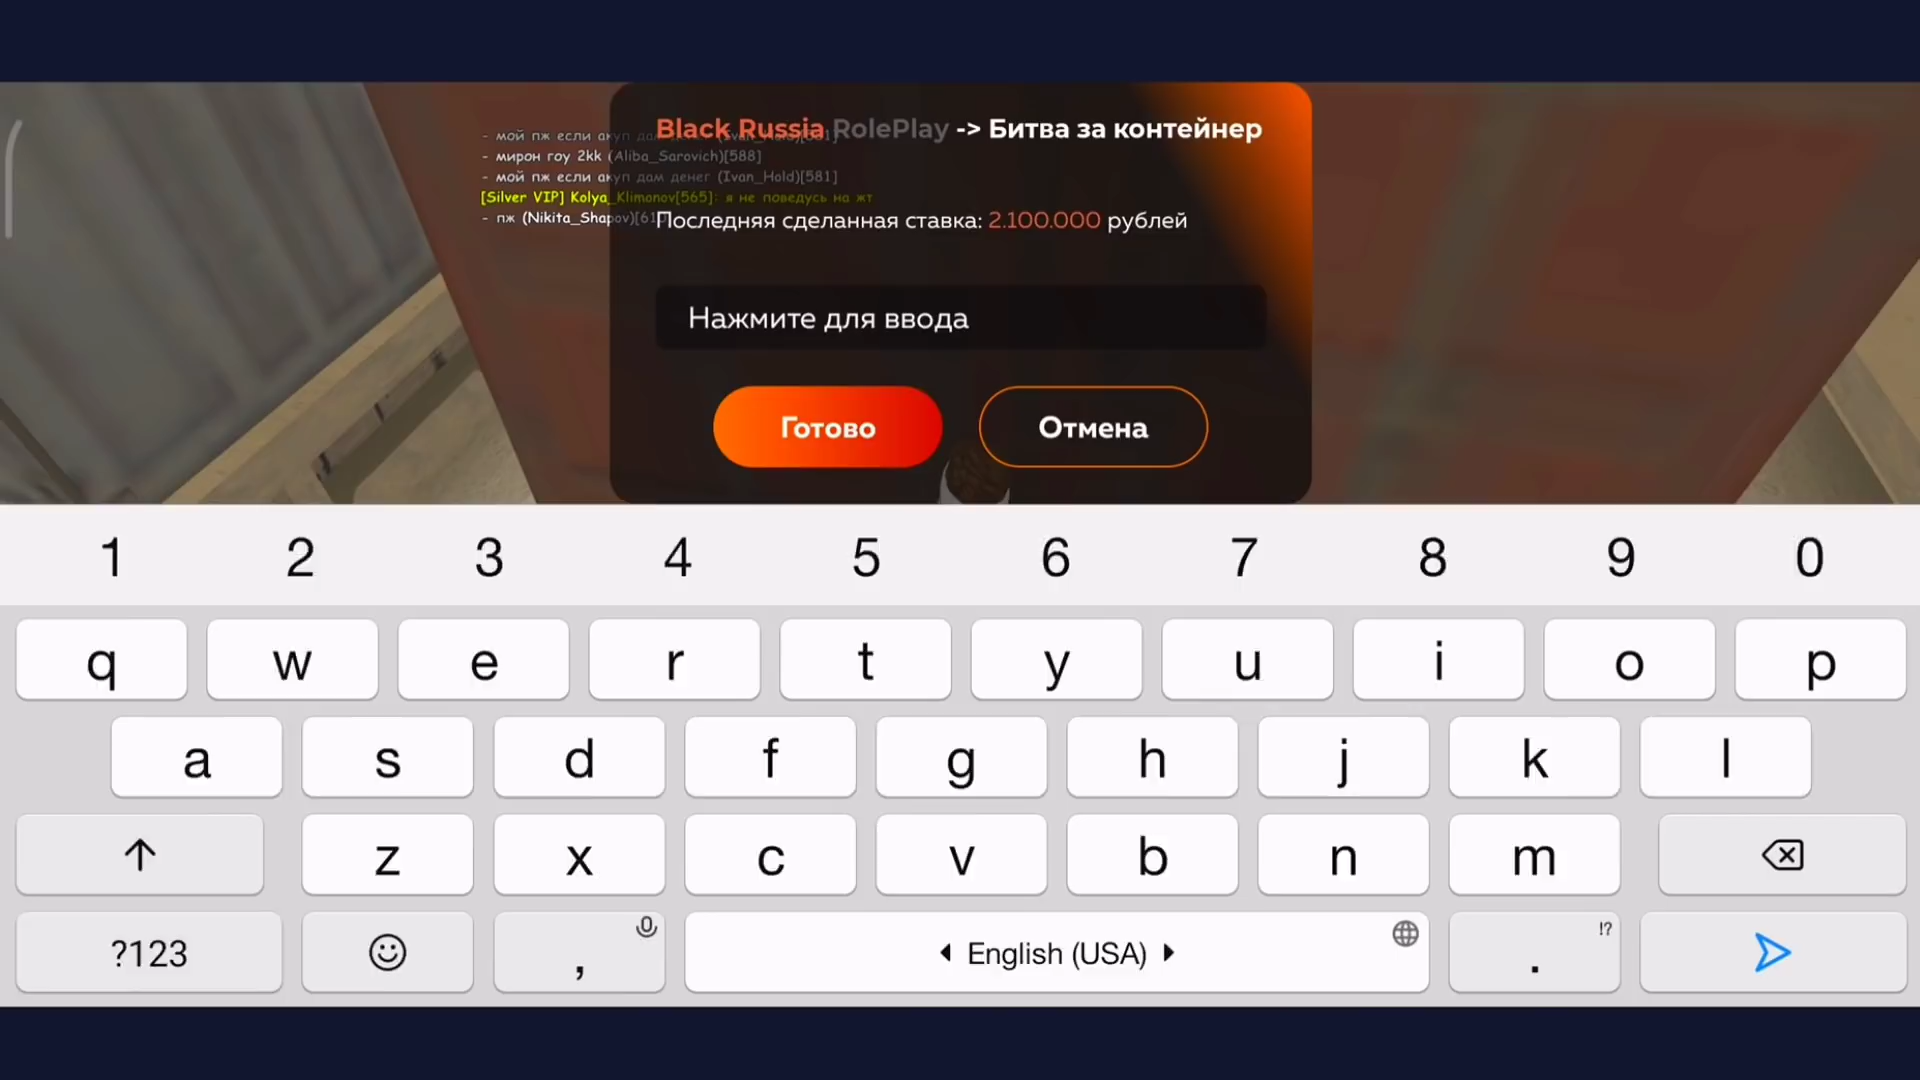 Black Russia RolePlay -> Битва за контейнер
- мой пж если акуп
- мирон гоу 2kk (Aliba_Sarovich)[588]
- мой пж если акуп дам денег (Ivan_Hold)[581]
[Silver VIP] Kolya_Klimonov[565]: я не поведусь на жт
- пж (Nikita_Shapov)
Последняя сделанная ставка: 2.100.000 рублей
Нажмите для ввода
Готово Отмена
1 2 3 4 5 6 7 8 9 0
q w e r t y u i o p
a s d f g h j k l
z x c v b n m
?123 , English (USA) . !?